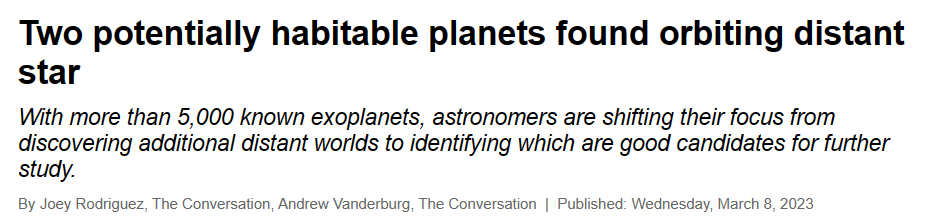 Two potentially habitable planets found orbiting distant
star
With more than 5,000 known exoplanets, astronomers are shifting their focus from
discovering additional distant worlds to identifying which are good candidates for further
study.
By Joey Rodriguez, The Conversation, Andrew Vanderburg, The Conversation | Published: Wednesday, March 8, 2023